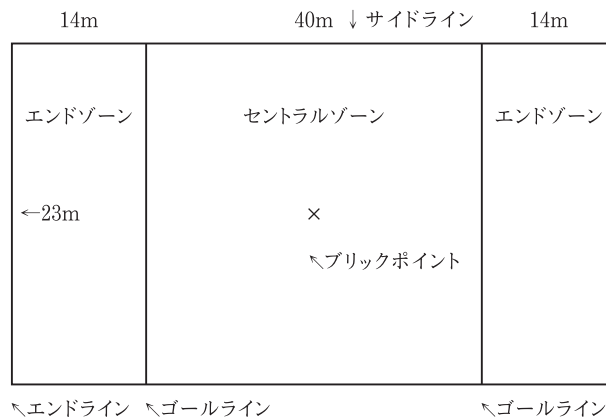 14m 40m ↓サイドライン 14m
エンドゾーン セントラルゾーン エンドゾーン
←23m ×
↖ブリックポイント
↖エンドライン ↖ゴールライン ↖ゴールライン